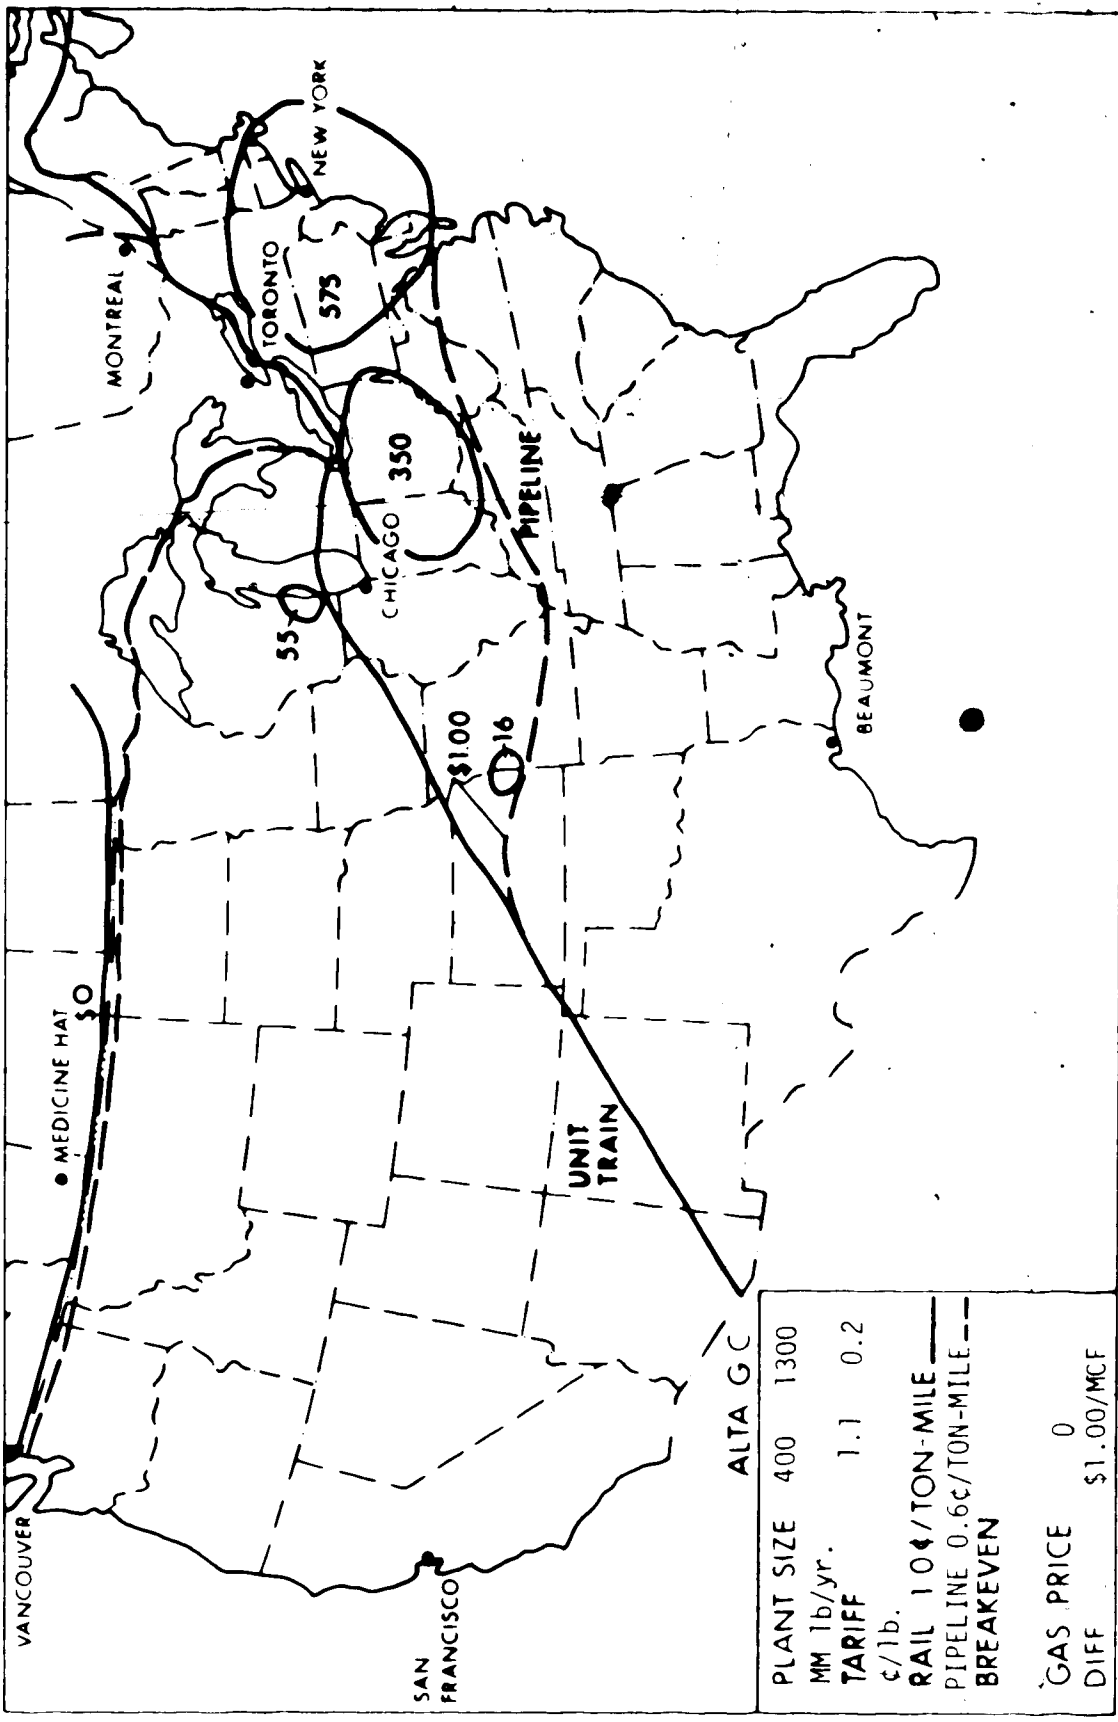 VANCOUVER
MEDICINE HAT
$0
MONTREAL
TORONTO
NEW YORK
575
350
CHICAGO
55
$1.00
16
PIPELINE
UNIT
TRAIN
BEAUMONT
SAN
FRANCISCO
ALTA G C
PLANT SIZE 400 1300
MM lb/yr.
TARIFF 1.1 0.2
¢/lb.
RAIL 1 0¢/TON-MILE
PIPELINE 0.6¢/TON-MILE
BREAKEVEN
GAS PRICE 0
DIFF $1.00/MCF